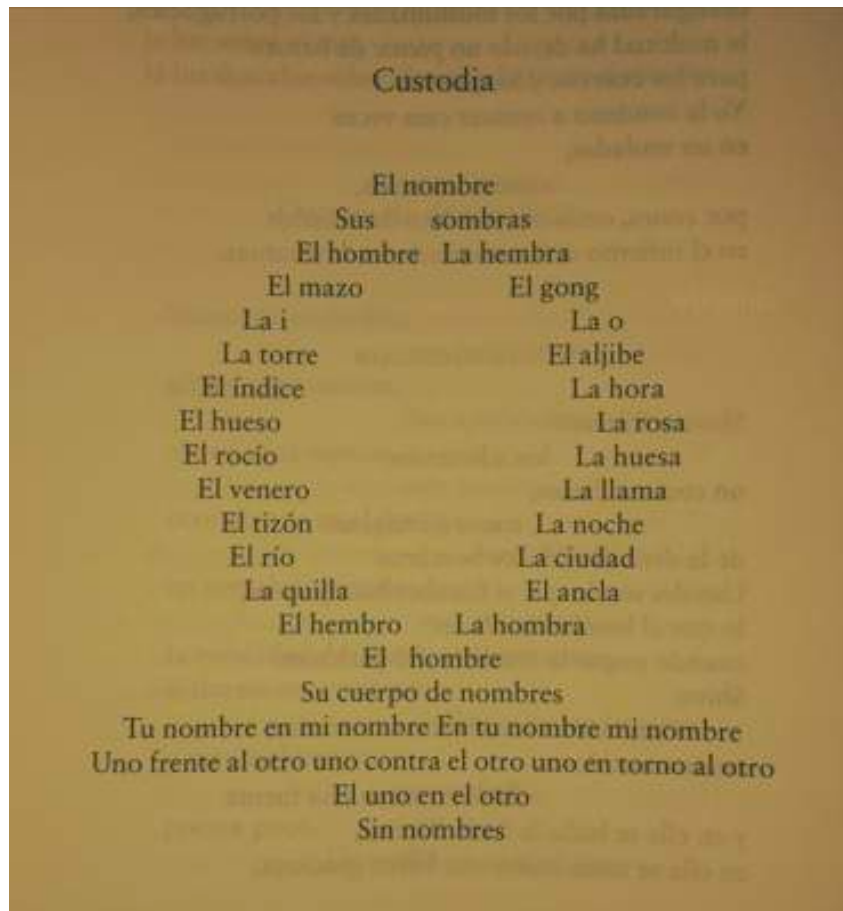 Custodia
El nombre
Sus sombras
El hombre La hembra
El mazo El gong
La i La o
La torre El aljibe
El índice La hora
El hueso La rosa
El rocío La huesa
El venero La llama
El tizón La noche
El río La ciudad
La quilla El ancla
El hembro La hombra
El hombre
Su cuerpo de nombres
Tu nombre en mi nombre En tu nombre mi nombre
Uno frente al otro uno contra el otro uno en torno al otro
El uno en el otro
Sin nombres